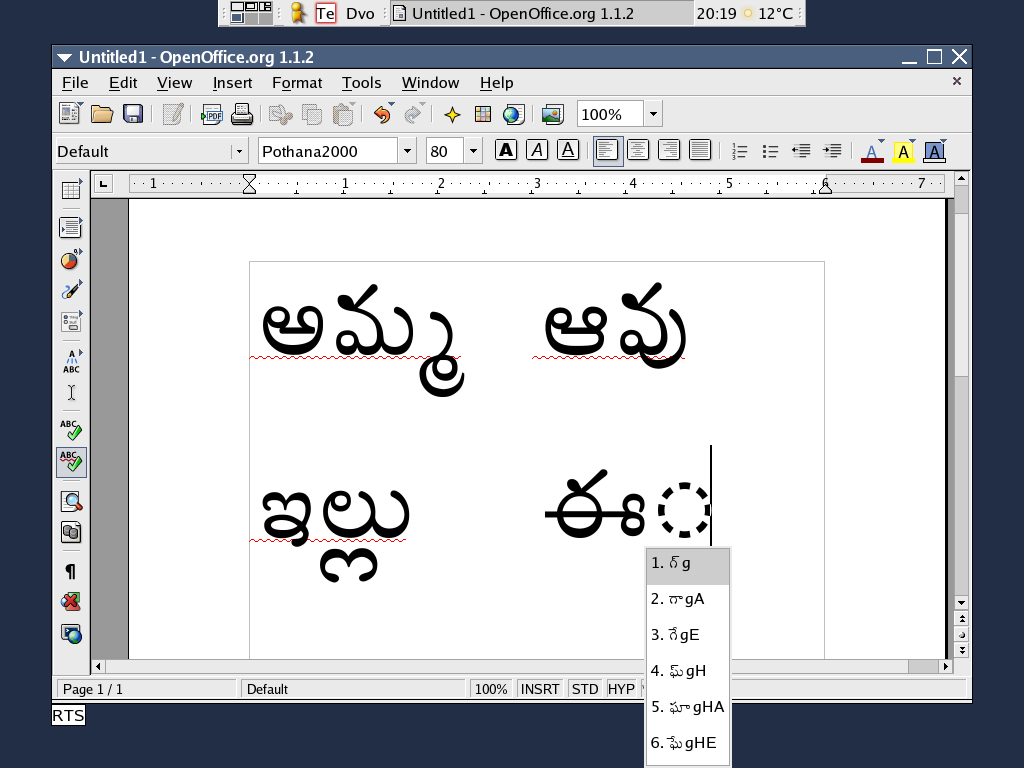 Te Dvo Untitled1 - OpenOffice.org 1.1.2 20:19 12°C
Untitled1 - OpenOffice.org 1.1.2
File Edit View Insert Format Tools Window Help
100%
Default Pothana2000 80 A A A A A A
1 1 2 3 4 5 6 7
అమ్మ ఆవు
ఇల్లు ఈ◌
A
ABC
ABC
ABC
1. గ్ g
2. గా gA
3. గే gE
4. ఘ్ gH
5. ఘా gHA
6. ఘే gHE
Page 1 / 1 Default 100% INSRT STD HYP
RTS